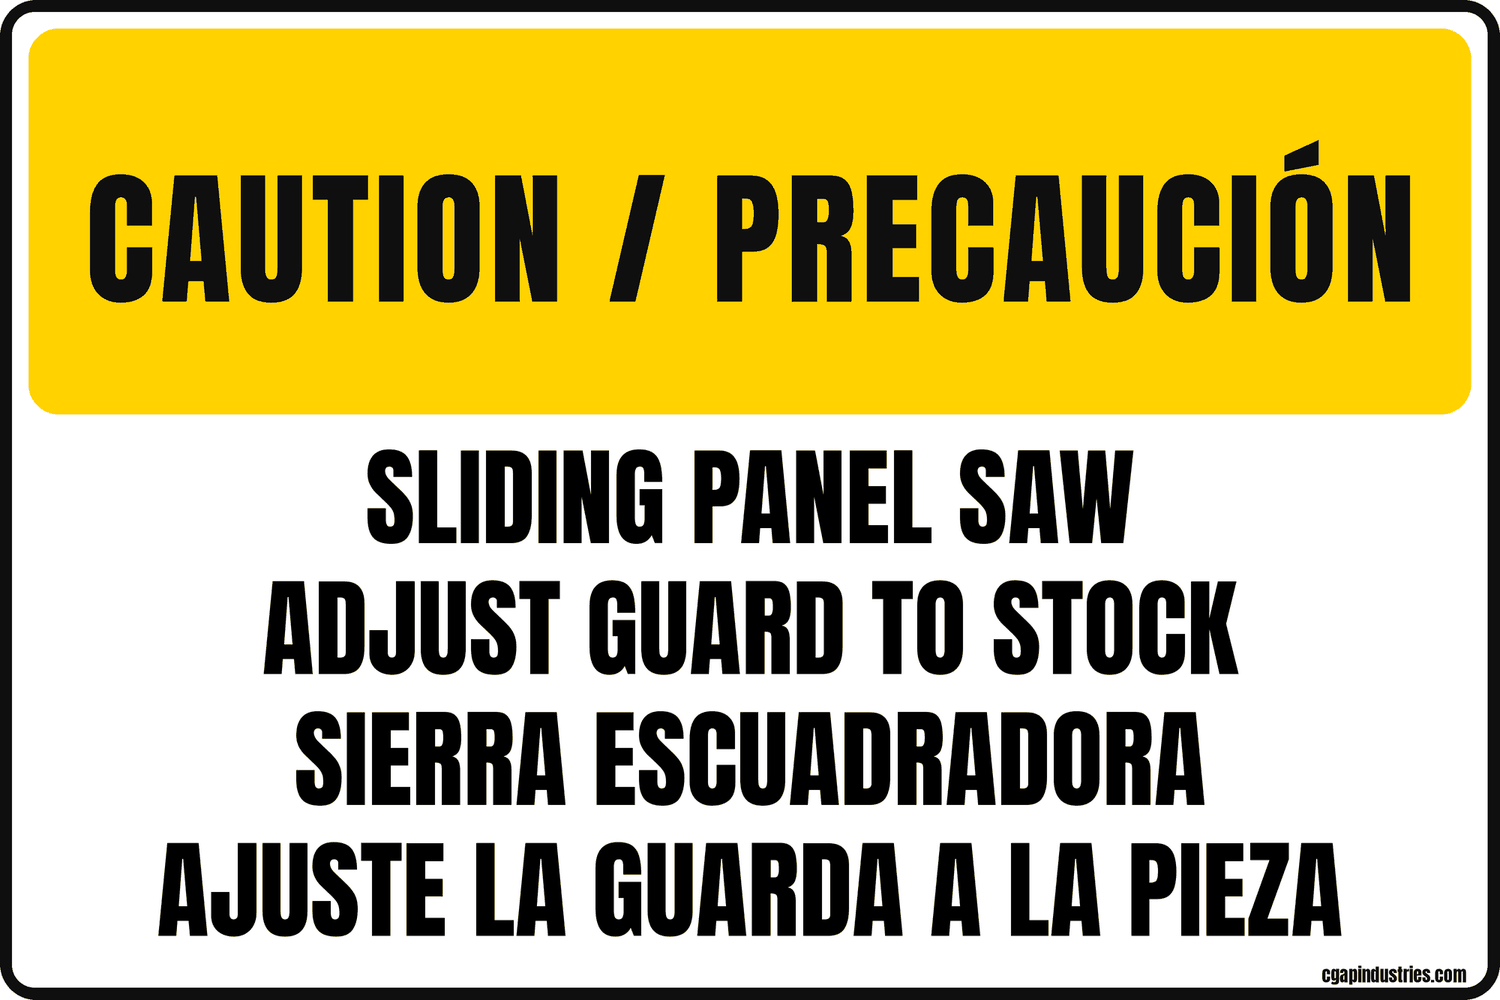 CAUTION / PRECAUCIÓN
SLIDING PANEL SAW
ADJUST GUARD TO STOCK
SIERRA ESCUADRADORA
AJUSTE LA GUARDA A LA PIEZA
cgapindustries.com